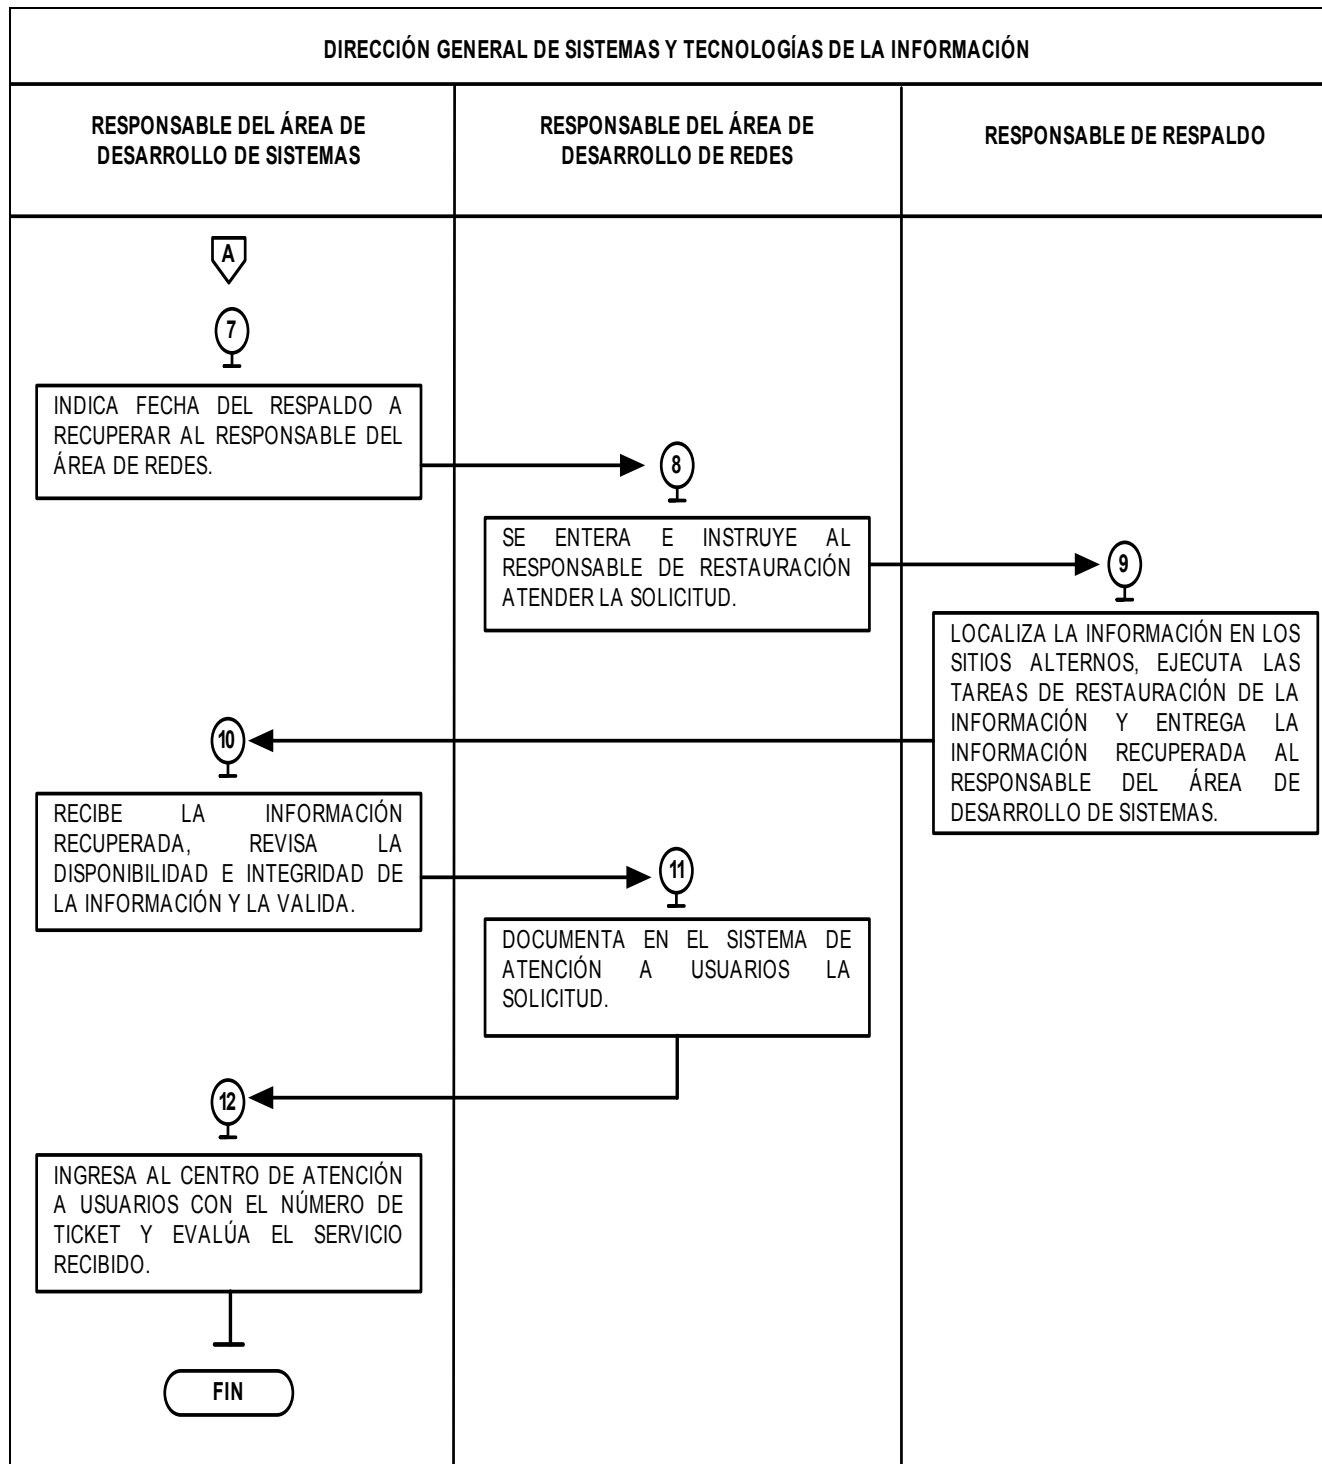 DIRECCIÓN GENERAL DE SISTEMAS Y TECNOLOGÍAS DE LA INFORMACIÓN
RESPONSABLE DEL ÁREA DE
DESARROLLO DE SISTEMAS
RESPONSABLE DEL ÁREA DE
DESARROLLO DE REDES
RESPONSABLE DE RESPALDO
A
7
INDICA FECHA DEL RESPALDO A
RECUPERAR AL RESPONSABLE DEL
ÁREA DE REDES.
8
SE ENTERA E INSTRUYE AL
RESPONSABLE DE RESTAURACIÓN
ATENDER LA SOLICITUD.
9
LOCALIZA LA INFORMACIÓN EN LOS
SITIOS ALTERNOS, EJECUTA LAS
TAREAS DE RESTAURACIÓN DE LA
INFORMACIÓN Y ENTREGA LA
INFORMACIÓN RECUPERADA AL
RESPONSABLE DEL ÁREA DE
DESARROLLO DE SISTEMAS.
10
RECIBE LA INFORMACIÓN
RECUPERADA, REVISA LA
DISPONIBILIDAD E INTEGRIDAD DE
LA INFORMACIÓN Y LA VALIDA.
11
DOCUMENTA EN EL SISTEMA DE
ATENCIÓN A USUARIOS LA
SOLICITUD.
12
INGRESA AL CENTRO DE ATENCIÓN
A USUARIOS CON EL NÚMERO DE
TICKET Y EVALÚA EL SERVICIO
RECIBIDO.
FIN